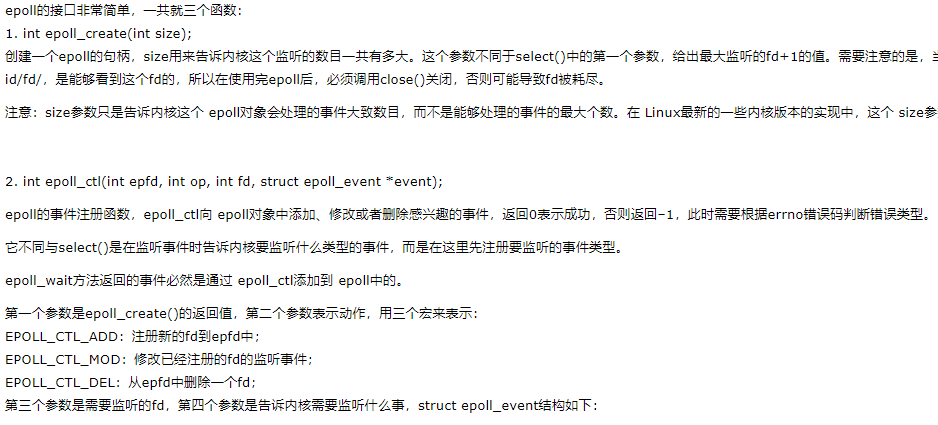 epoll的接口非常简单，一共就三个函数：
1. int epoll_create(int size);
创建一个epoll的句柄，size用来告诉内核这个监听的数目一共有多大。这个参数不同于select()中的第一个参数，给出最大监听的fd+1的值。需要注意的是，
id/fd/，是能够看到这个fd的，所以在使用完epoll后，必须调用close()关闭，否则可能导致fd被耗尽。
注意：size参数只是告诉内核这个 epoll对象会处理的事件大致数目，而不是能够处理的事件的最大个数。在 Linux最新的一些内核版本的实现中，这个 size参
2. int epoll_ctl(int epfd, int op, int fd, struct epoll_event *event);
epoll的事件注册函数，epoll_ctl向 epoll对象中添加、修改或者删除感兴趣的事件，返回0表示成功，否则返回–1，此时需要根据errno错误码判断错误类型。
它不同与select()是在监听事件时告诉内核要监听什么类型的事件，而是在这里先注册要监听的事件类型。
epoll_wait方法返回的事件必然是通过 epoll_ctl添加到 epoll中的。
第一个参数是epoll_create()的返回值，第二个参数表示动作，用三个宏来表示：
EPOLL_CTL_ADD：注册新的fd到epfd中；
EPOLL_CTL_MOD：修改已经注册的fd的监听事件；
EPOLL_CTL_DEL：从epfd中删除一个fd；
第三个参数是需要监听的fd，第四个参数是告诉内核需要监听什么事，struct epoll_event结构如下：